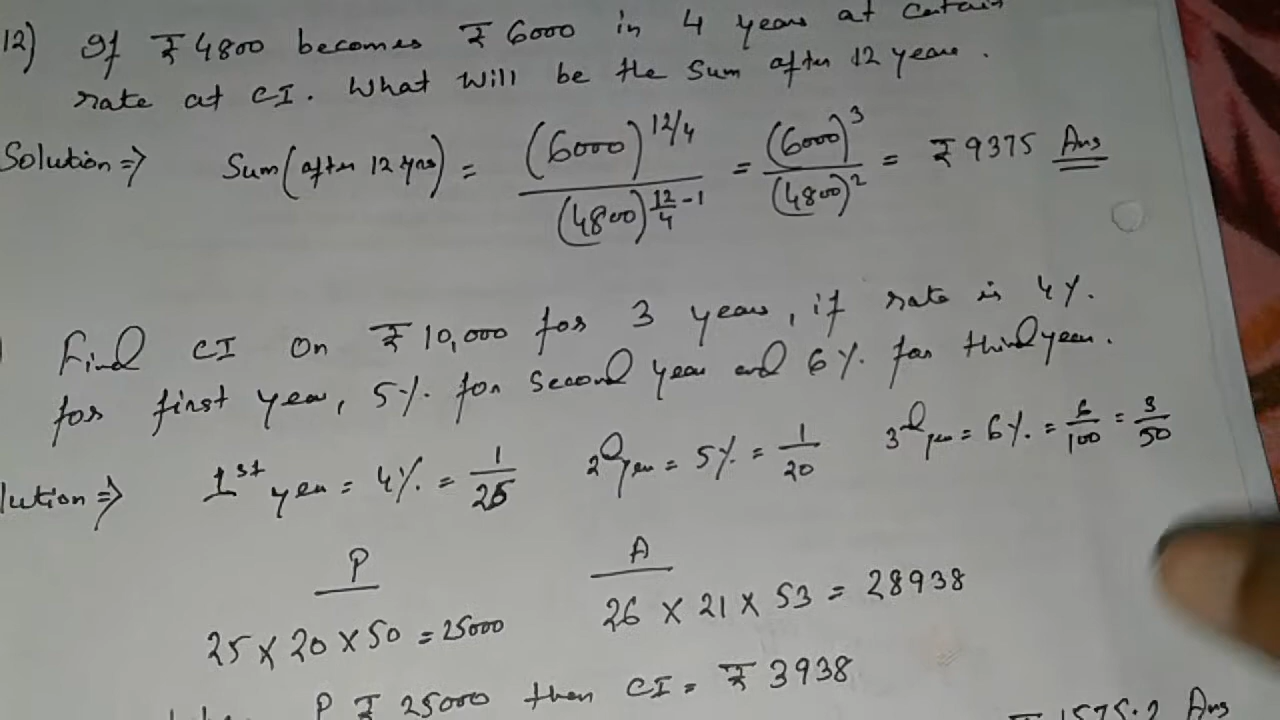 12) If ₹ 4800 becomes ₹ 6000 in 4 years at certain
rate at CI. What will be the sum after 12 years.
Solution ⇒ Sum (after 12 yrs) = (6000)^12/4 / (4800)^12/4 - 1 = (6000)^3 / (4800)^2 = ₹ 9375 Ans
Find CI on ₹ 10,000 for 3 years, if rate is 4%.
for first year, 5%. for second year and 6%. for third year.
lution ⇒ 1st year = 4%. = 1/25 2nd year = 5%. = 1/20 3rd year = 6%. = 6/100 = 3/50
P A
25 × 20 × 50 = 25000 26 × 21 × 53 = 28938
P ₹ 25000 then CI = ₹ 3938
₹ 1575.2 Ans